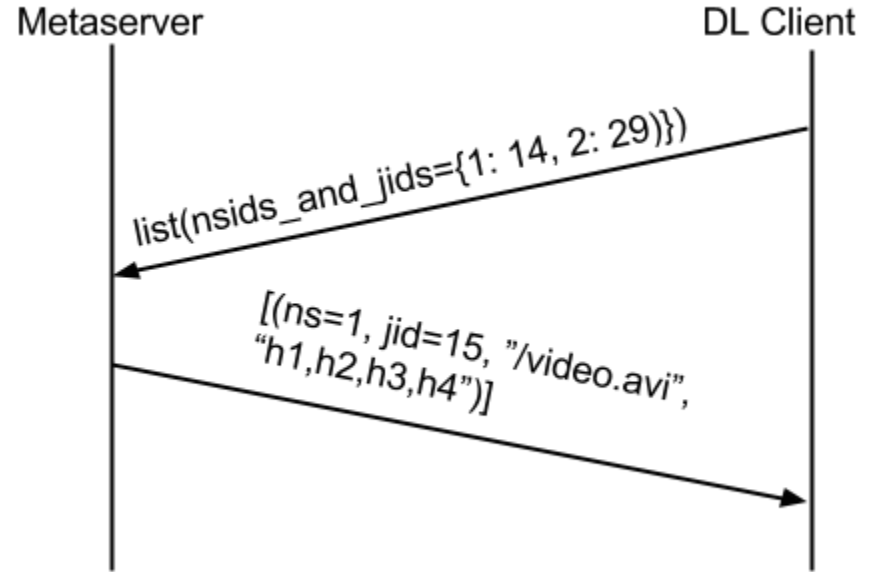 Metaserver
DL Client
list(nsids_and_jids={1: 14, 2: 29)})
[(ns=1, jid=15, ”/video.avi”,
“h1,h2,h3,h4”)]